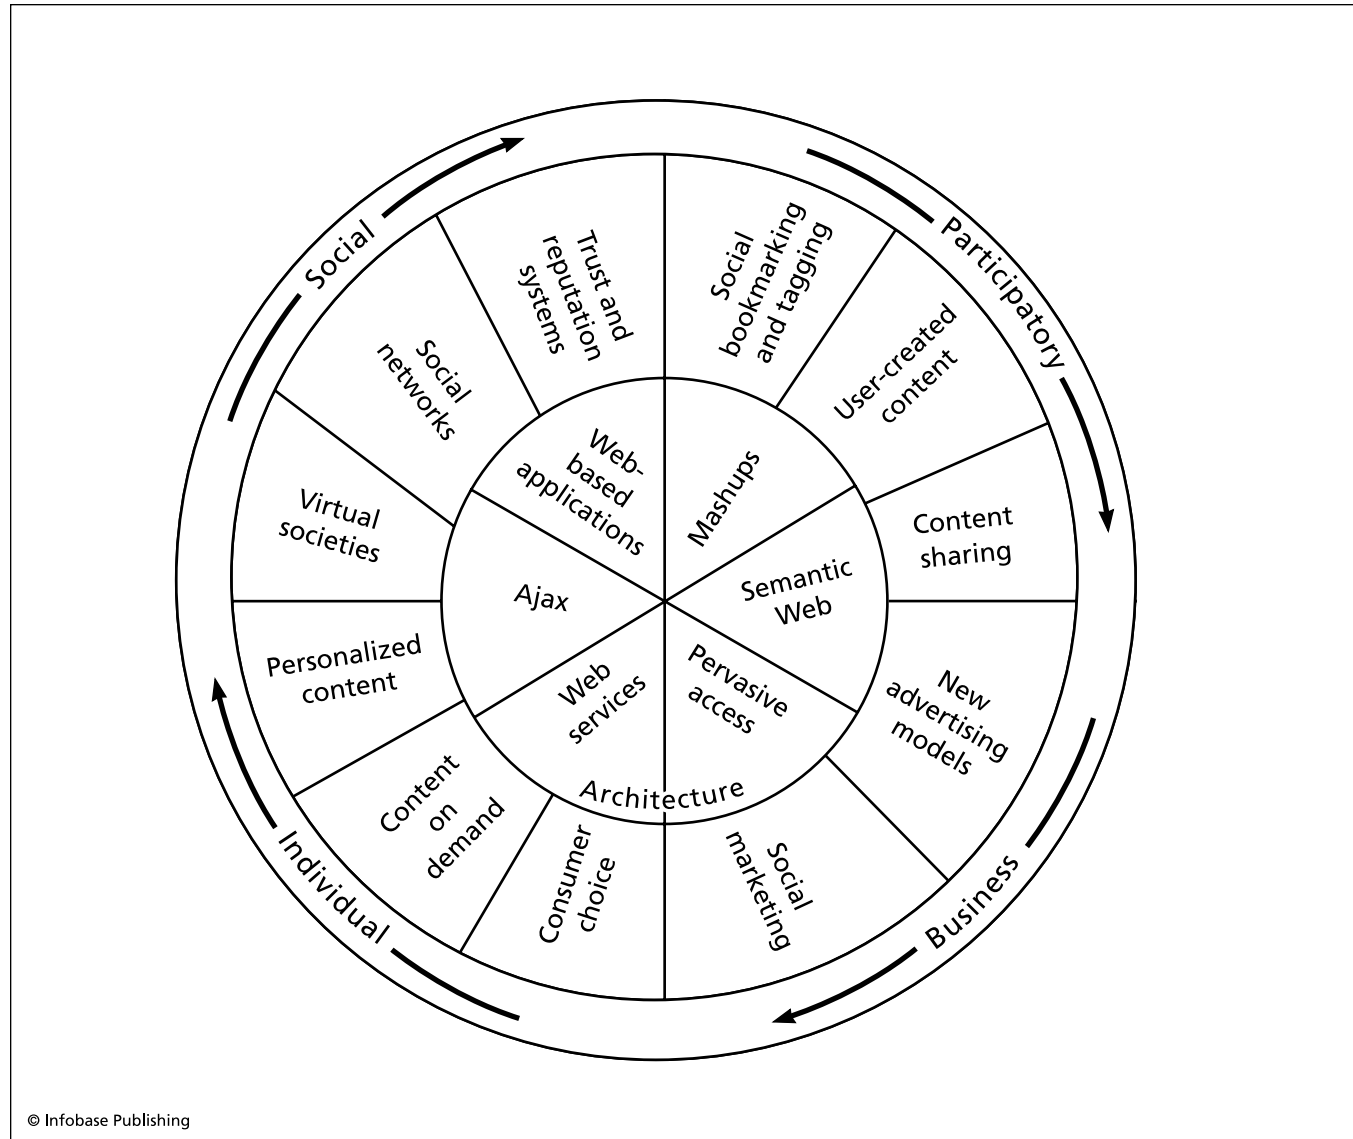 Social
Participatory
Business
Individual
Trust and
reputation
systems
Social
bookmarking
and tagging
User-created
content
Content
sharing
New
advertising
models
Social
marketing
Consumer
choice
Content
on
demand
Personalized
content
Virtual
societies
Social
networks
Web-
based
applications
Mashups
Semantic
Web
Pervasive
access
Web
services
Ajax
Architecture
© Infobase Publishing